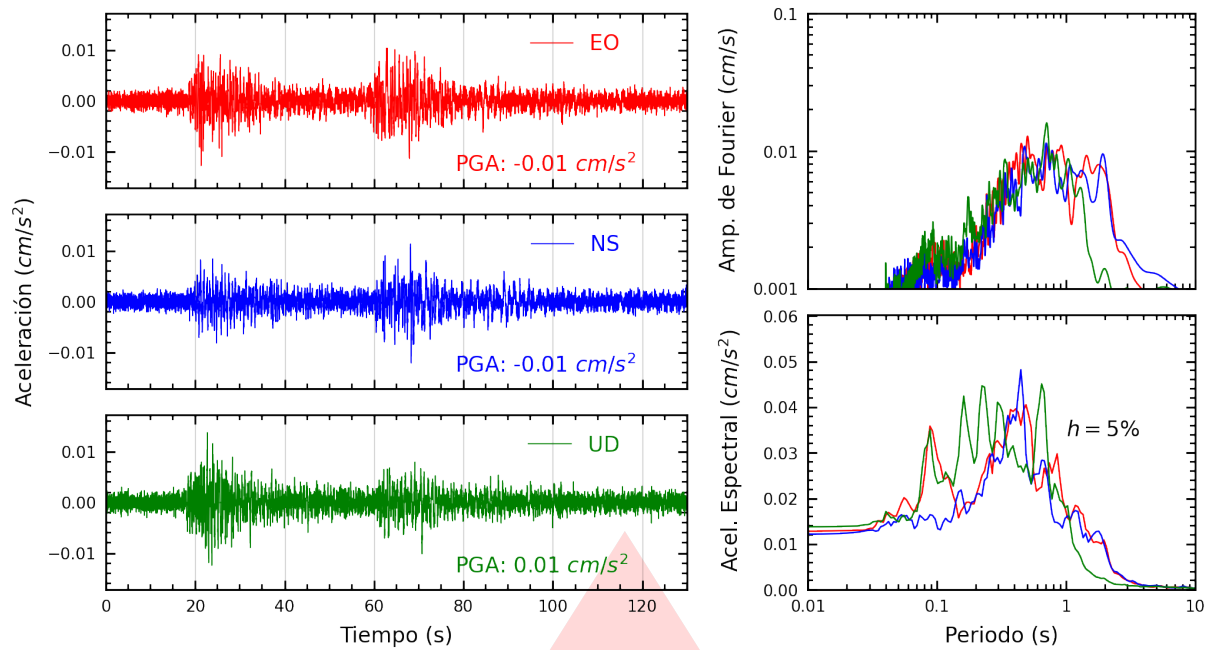 Aceleración (cm/s²)
0.01
0.00
−0.01
EO
PGA: -0.01 cm/s²
0.01
0.00
−0.01
NS
PGA: -0.01 cm/s²
0.01
0.00
−0.01
UD
PGA: 0.01 cm/s²
0 20 40 60 80 100 120
Tiempo (s)
Amp. de Fourier (cm/s)
0.1
0.01
0.001
Acel. Espectral (cm/s²)
0.06
0.05
0.04
0.03
0.02
0.01
0.00
h = 5%
0.01 0.1 1 10
Periodo (s)